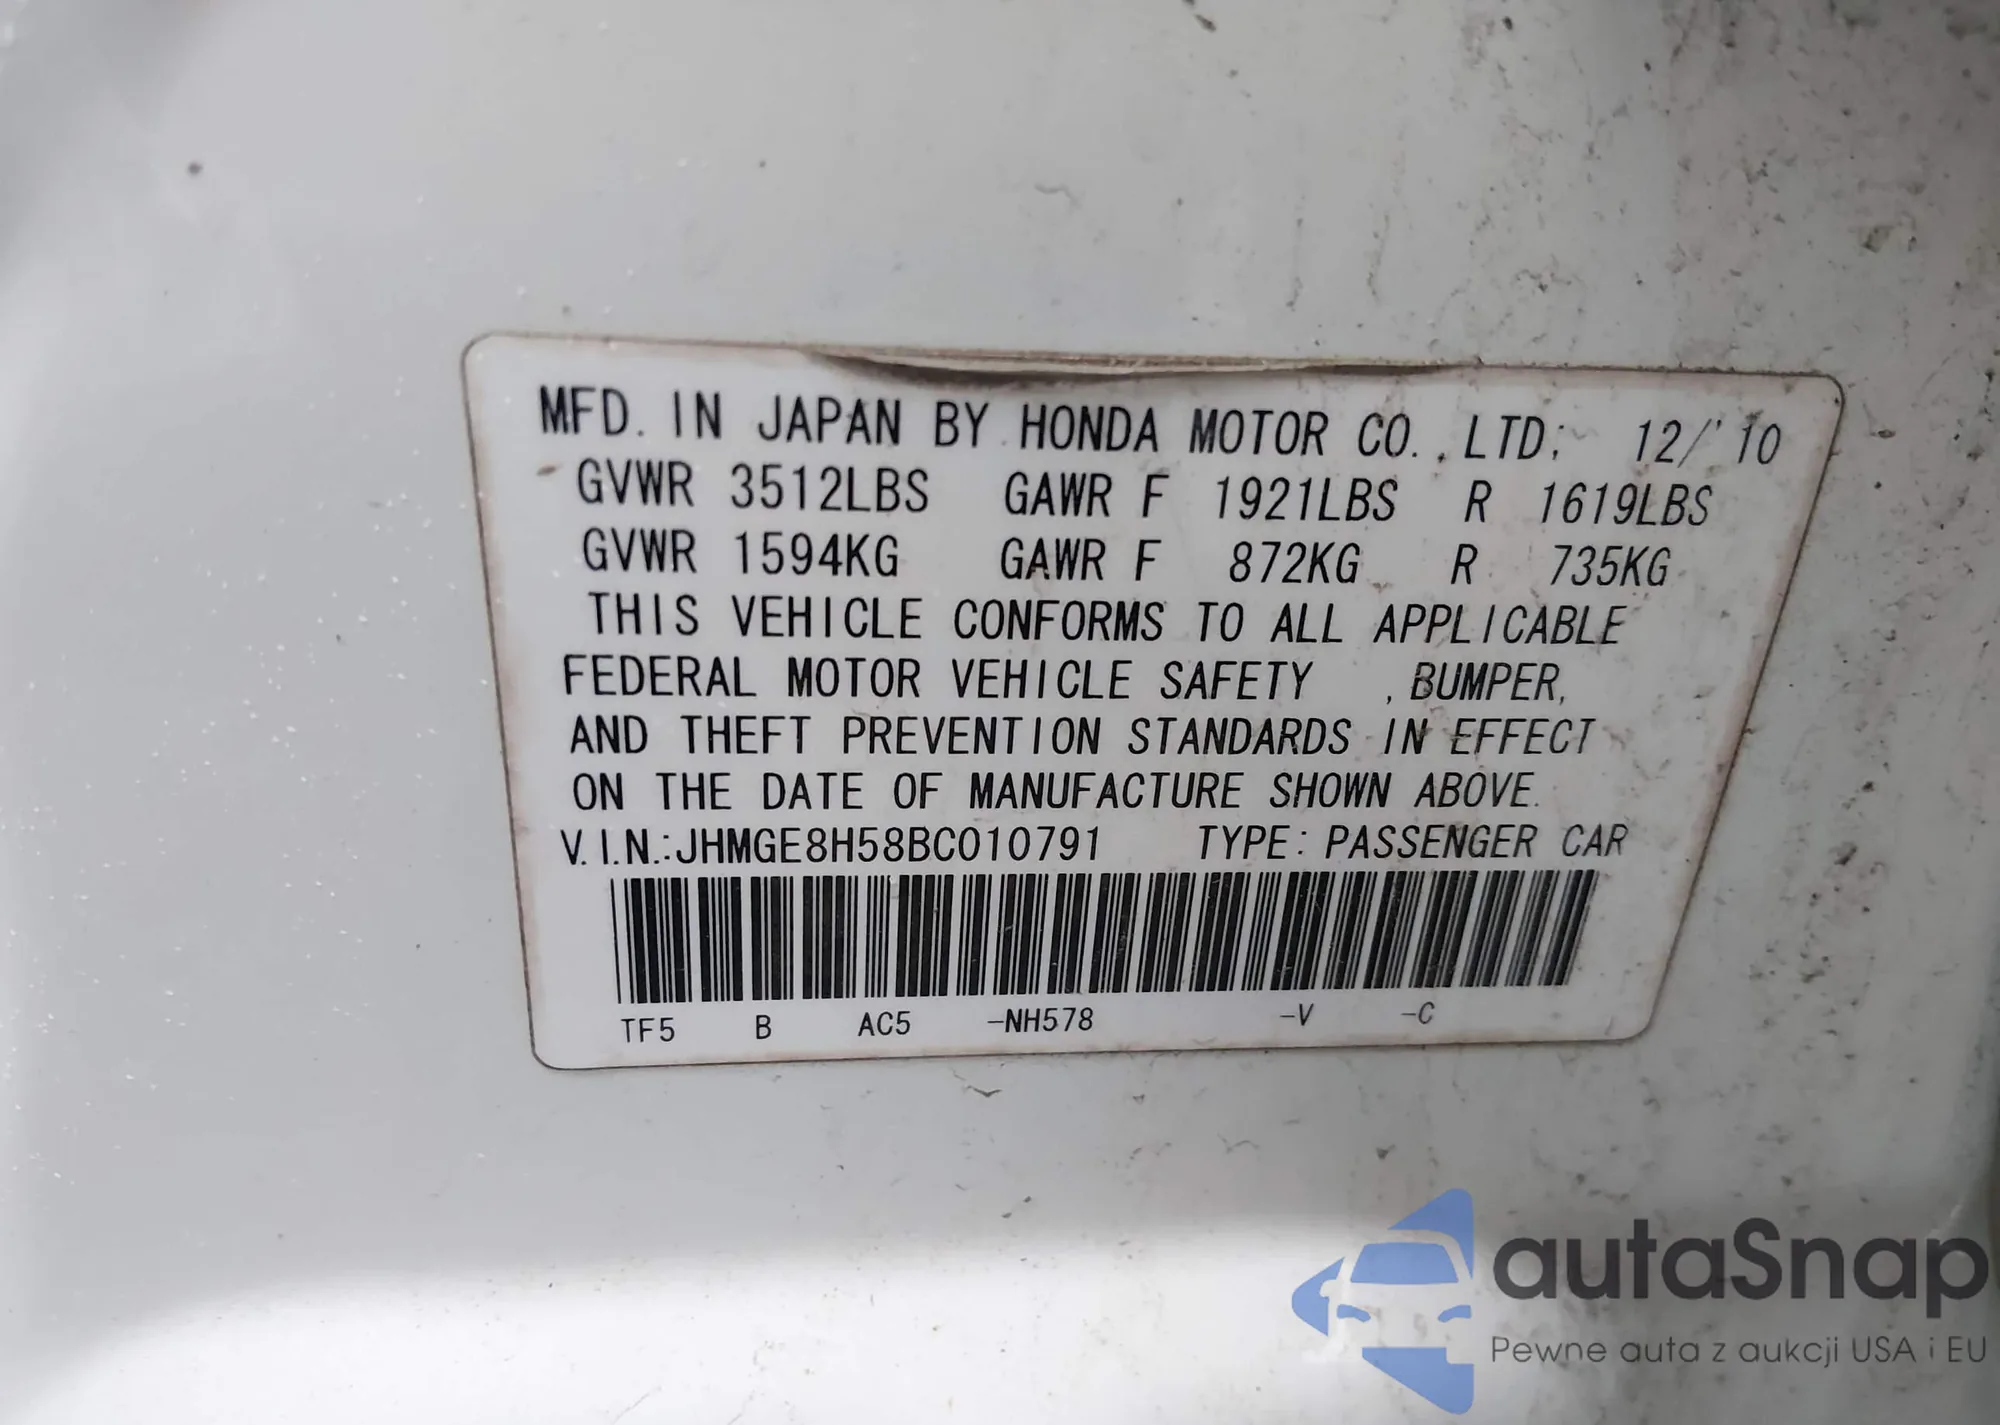 MFD. IN JAPAN BY HONDA MOTOR CO., LTD; 12/'10
GVWR 3512LBS GAWR F 1921LBS R 1619LBS
GVWR 1594KG GAWR F 872KG R 735KG
THIS VEHICLE CONFORMS TO ALL APPLICABLE
FEDERAL MOTOR VEHICLE SAFETY , BUMPER,
AND THEFT PREVENTION STANDARDS IN EFFECT
ON THE DATE OF MANUFACTURE SHOWN ABOVE.
V.I.N.:JHMGE8H58BC010791 TYPE: PASSENGER CAR
TF5 B AC5 -NH578 -V -C
autaSnap
Pewne auta z aukcji USA i EU